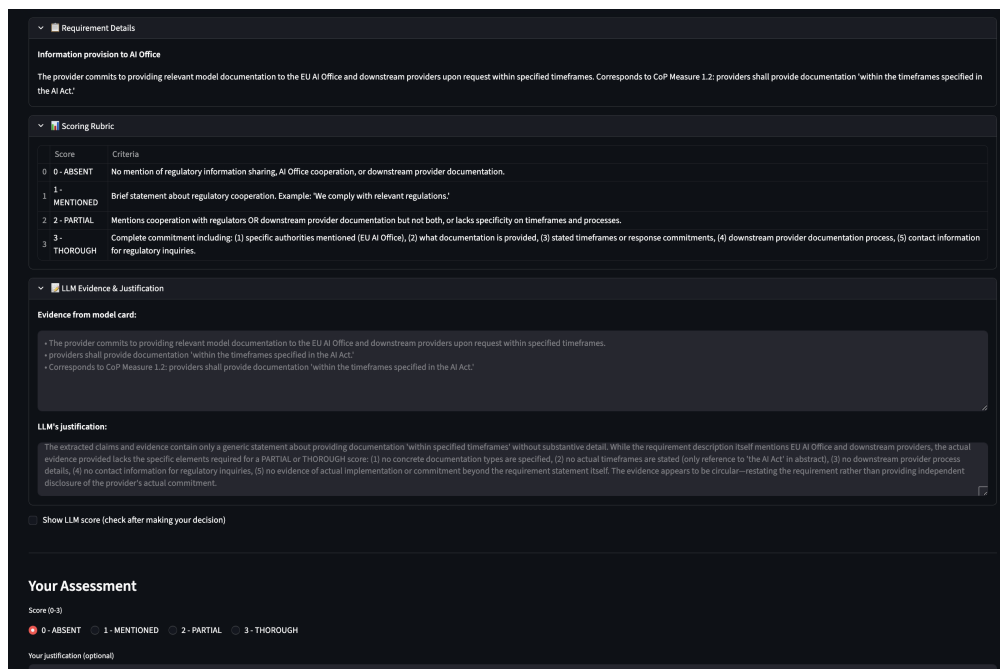 Requirement Details
Information provision to AI Office
The provider commits to providing relevant model documentation to the EU AI Office and downstream providers upon request within specified timeframes. Corresponds to CoP Measure 1.2: providers shall provide documentation 'within the timeframes specified in
the AI Act.'
Scoring Rubric
Score Criteria
0 0 - ABSENT No mention of regulatory information sharing, AI Office cooperation, or downstream provider documentation.
1 1 - MENTIONED Brief statement about regulatory cooperation. Example: 'We comply with relevant regulations.'
2 2 - PARTIAL Mentions cooperation with regulators OR downstream provider documentation but not both, or lacks specificity on timeframes and processes.
3 3 - THOROUGH Complete commitment including: (1) specific authorities mentioned (EU AI Office), (2) what documentation is provided, (3) stated timeframes or response commitments, (4) downstream provider documentation process, (5) contact information
for regulatory inquiries.
LLM Evidence & Justification
Evidence from model card:
• The provider commits to providing relevant model documentation to the EU AI Office and downstream providers upon request within specified timeframes.
• providers shall provide documentation 'within the timeframes specified in the AI Act.'
• Corresponds to CoP Measure 1.2: providers shall provide documentation 'within the timeframes specified in the AI Act.'
LLM's justification:
The extracted claims and evidence contain only a generic statement about providing documentation 'within specified timeframes' without substantive detail. While the requirement description itself mentions EU AI Office and downstream providers, the actual
evidence provided lacks the specific elements required for a PARTIAL or THOROUGH score: (1) no concrete documentation types are specified, (2) no actual timeframes are stated (only reference to 'the AI Act' in abstract), (3) no downstream provider process
details, (4) no contact information for regulatory inquiries, (5) no evidence of actual implementation or commitment beyond the requirement statement itself. The evidence appears to be circular—restating the requirement rather than providing independent
disclosure of the provider's actual commitment.
Show LLM score (check after making your decision)
Your Assessment
Score (0-3)
0 - ABSENT 1 - MENTIONED 2 - PARTIAL 3 - THOROUGH
Your justification (optional)